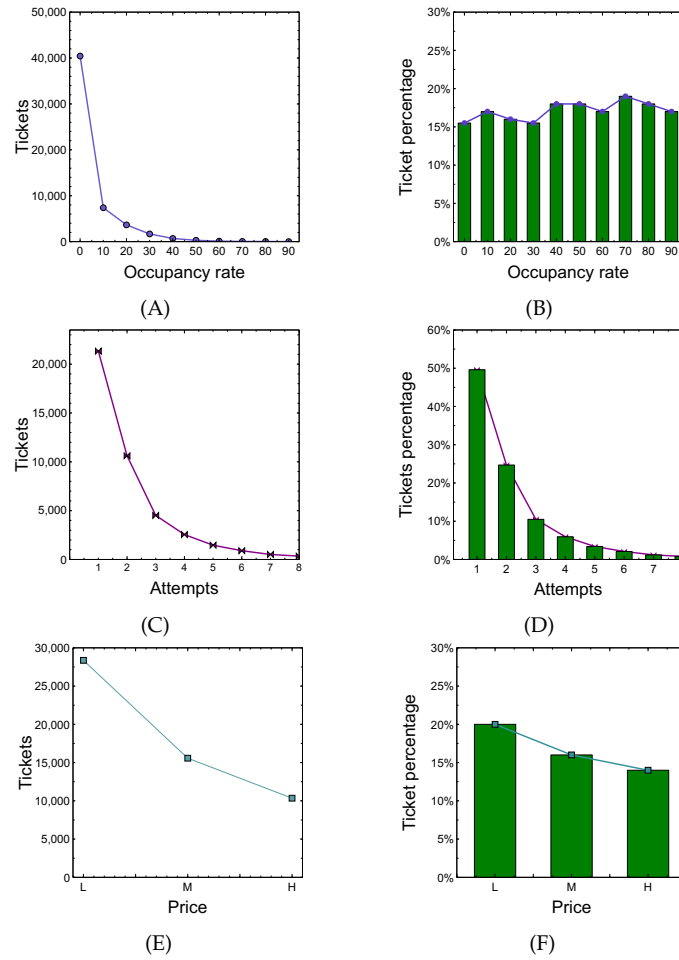 50,000
40,000
30,000
20,000
10,000
0
Tickets
0 10 20 30 40 50 60 70 80 90
Occupancy rate
(A)
30%
25%
20%
15%
10%
5%
0%
Ticket percentage
0 10 20 30 40 50 60 70 80 90
Occupancy rate
(B)
20,000
15,000
10,000
5,000
0
Tickets
1 2 3 4 5 6 7 8
Attempts
(C)
60%
50%
40%
30%
20%
10%
0%
Tickets percentage
1 2 3 4 5 6 7
Attempts
(D)
30,000
25,000
20,000
15,000
10,000
5,000
0
Tickets
L M H
Price
(E)
30%
25%
20%
15%
10%
5%
0%
Ticket percentage
L M H
Price
(F)